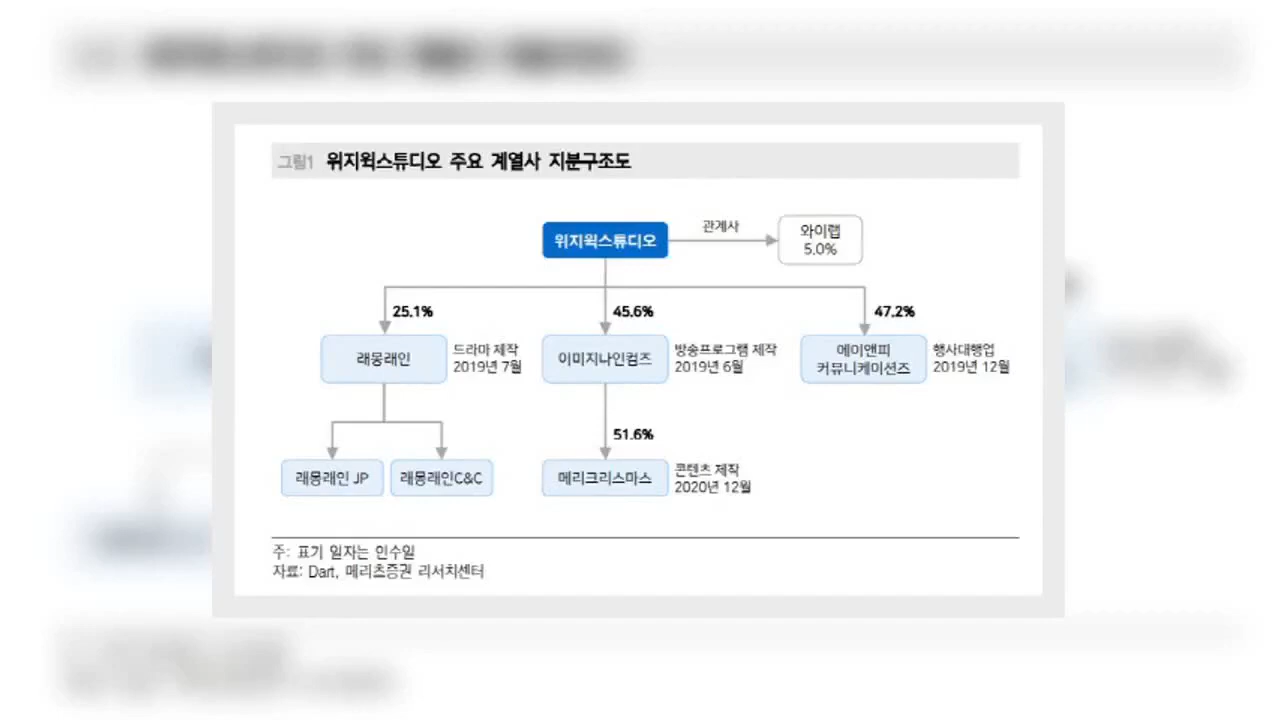 그림1 위지윅스튜디오 주요 계열사 지분구조도
위지윅스튜디오
관계사
와이랩
5.0%
25.1%
45.6%
47.2%
래몽래인
드라마 제작
2019년 7월
이미지나인컴즈
방송프로그램 제작
2019년 6월
에이앤피
커뮤니케이션즈
행사대행업
2019년 12월
51.6%
래몽래인 JP
래몽래인C&C
메리크리스마스
콘텐츠 제작
2020년 12월
주: 표기 일자는 인수일
자료: Dart, 메리츠증권 리서치센터